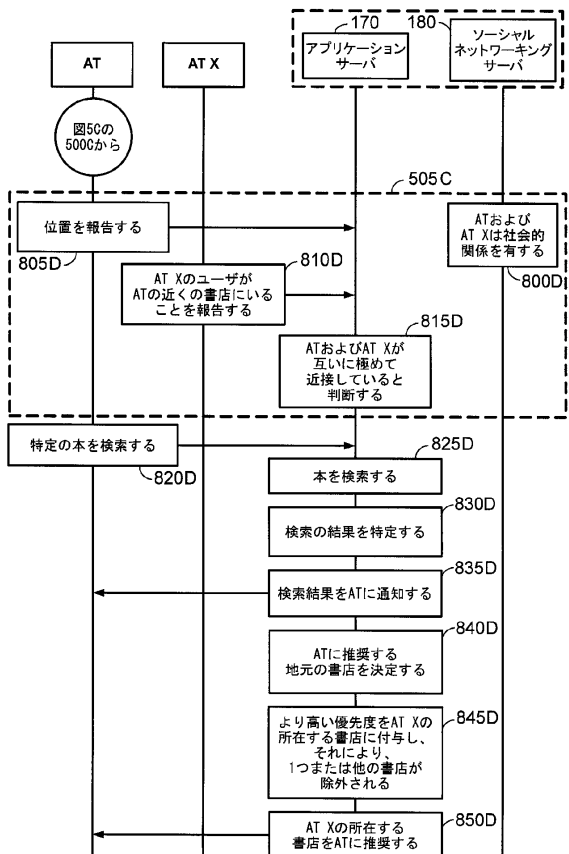 170
180
アプリケーション
サーバ
ソーシャル
ネットワーキング
サーバ
AT
AT X
図5Cの
500Cから
505C
位置を報告する
805D
ATおよび
AT Xは社会的
関係を有する
800D
810D
AT Xのユーザが
ATの近くの書店にいる
ことを報告する
815D
ATおよびAT Xが
互いに極めて
近接していると
判断する
特定の本を検索する
820D
825D
本を検索する
830D
検索の結果を特定する
835D
検索結果をATに通知する
840D
ATに推奨する
地元の書店を決定する
845D
より高い優先度をAT Xの
所在する書店に付与し、
それにより、
1つまたは他の書店が
除外される
850D
AT Xの所在する
書店をATに推奨する